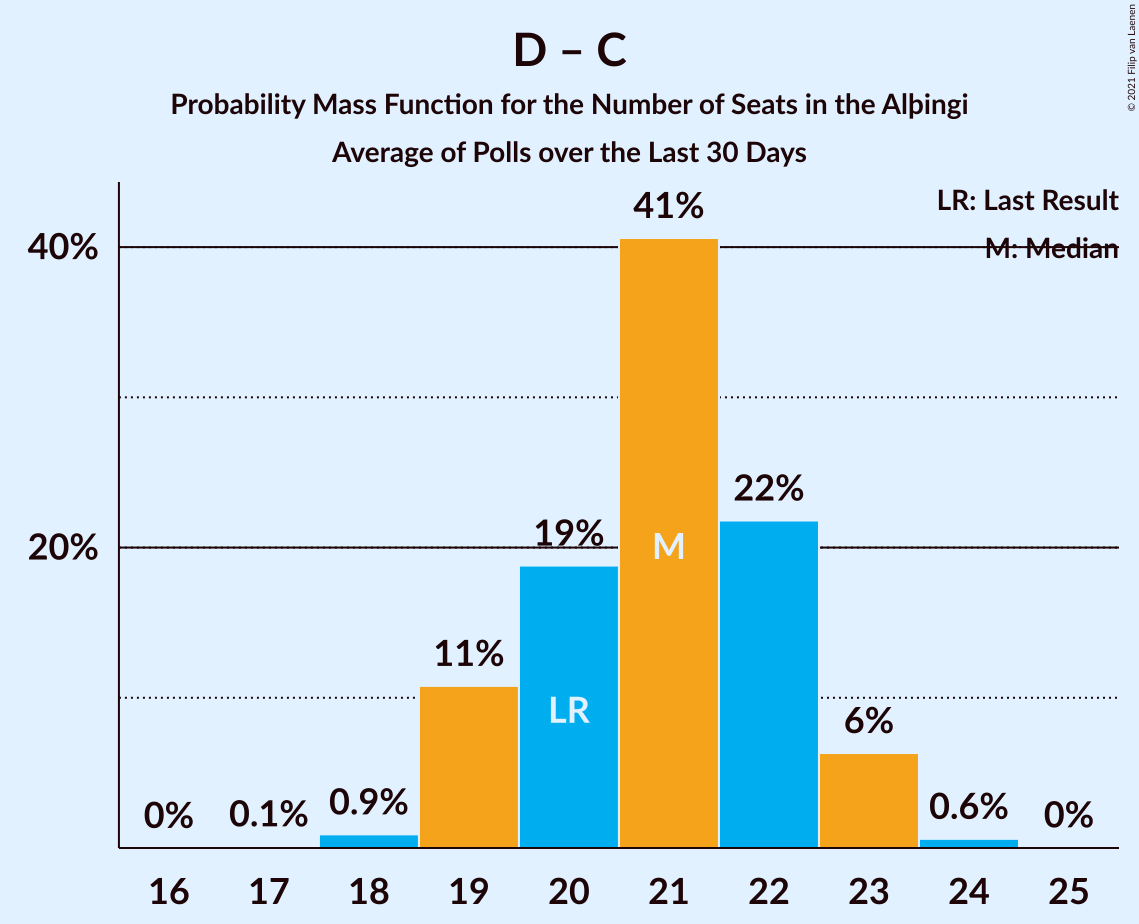 D – C
Probability Mass Function for the Number of Seats in the Alþingi
Average of Polls over the Last 30 Days
© 2021 Filip van Laenen
LR: Last Result
M: Median
41%
40%
22%
19%
20%
M
11%
LR
6%
0%
0.1%
0.9%
0.6%
0%
16 17 18 19 20 21 22 23 24 25